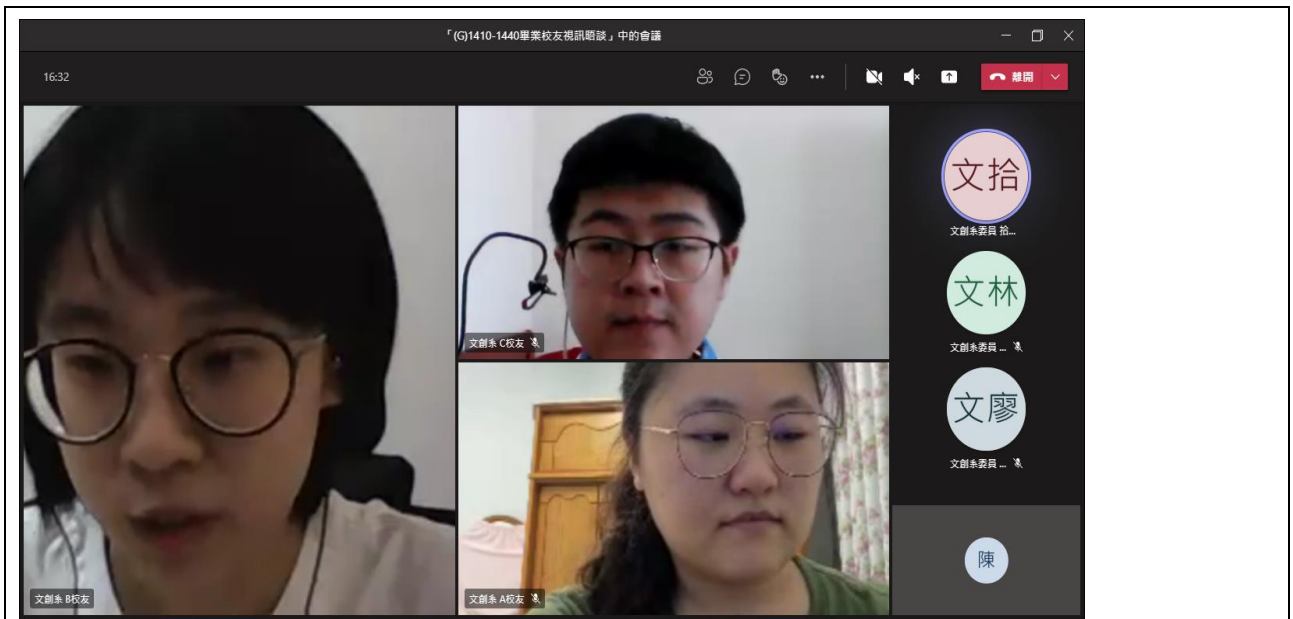 「(G)1410-1440畢業校友視訊晤談」中的會議
16:32
離開
文創系 B校友
文創系 C校友
文創系 A校友
文拾
文創系委員 拾...
文林
文創系委員 ...
文廖
文創系委員 ...
陳